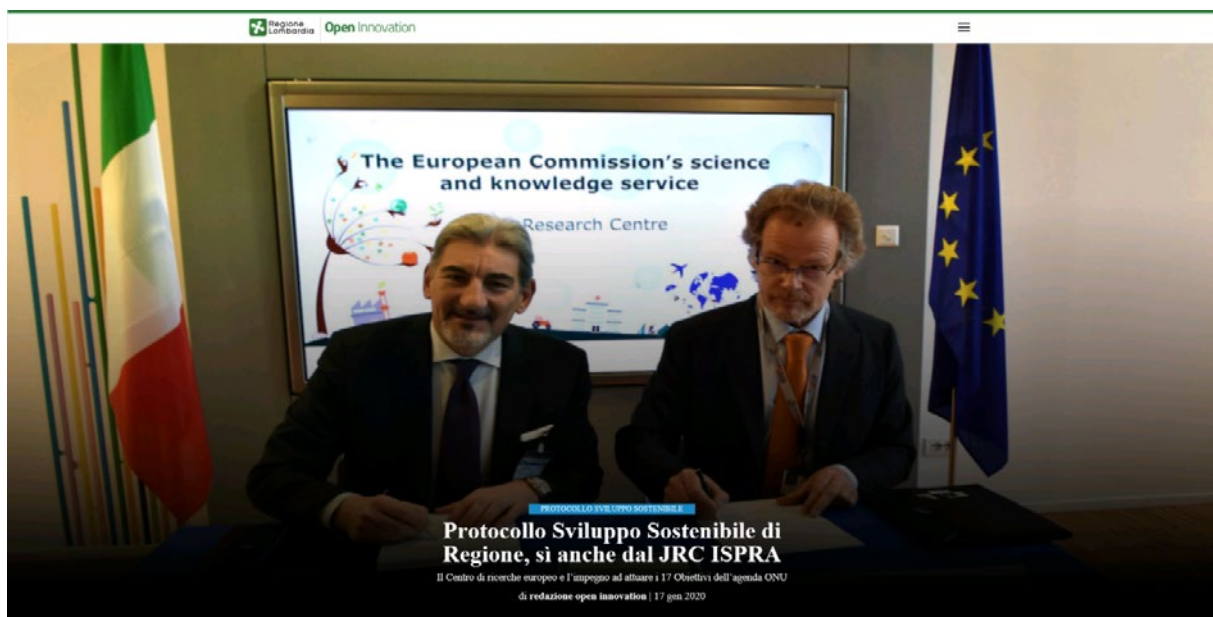 Regione
Lombardia
Open Innovation
The European Commission's science
and knowledge service
Research Centre
PROTOCOLLO SVILUPPO SOSTENIBILE
Protocollo Sviluppo Sostenibile di
Regione, sì anche dal JRC ISPRA
Il Centro di ricerche europeo e l'impegno ad attuare i 17 Obiettivi dell'agenda ONU
di redazione open innovation | 17 gen 2020